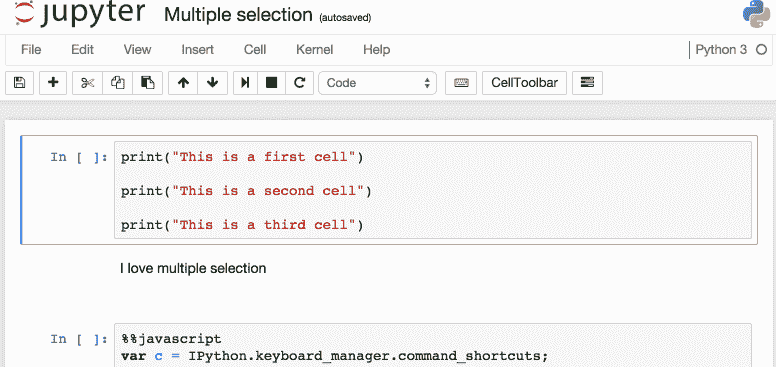 jupyter Multiple selection (autosaved)
File Edit View Insert Cell Kernel Help Python 3
Code CellToolbar
In [ ]: print("This is a first cell")
print("This is a second cell")
print("This is a third cell")
I love multiple selection
In [ ]: %%javascript
var c = IPython.keyboard_manager.command_shortcuts;